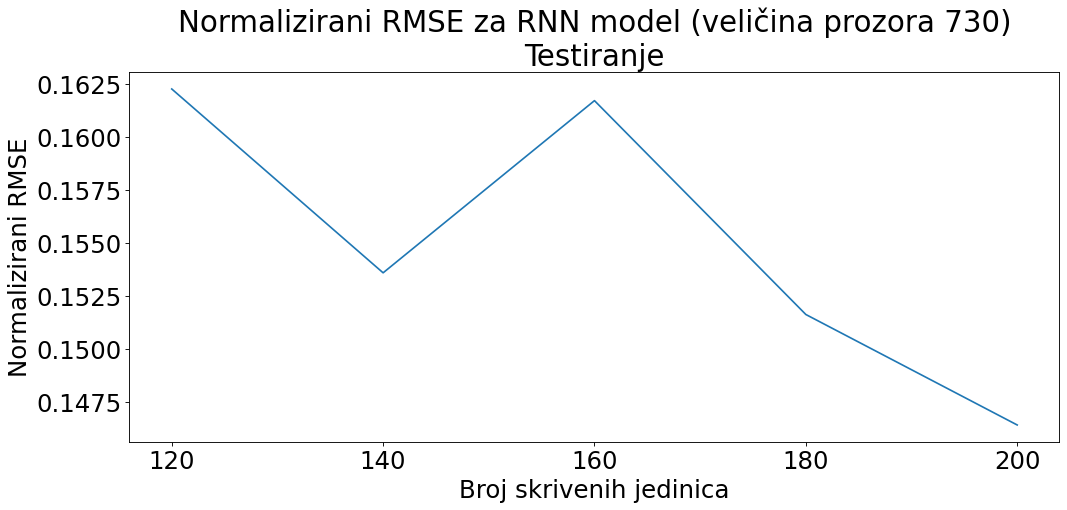 Normalizirani RMSE za RNN model (veličina prozora 730)
Testiranje
Normalizirani RMSE
0.1625
0.1600
0.1575
0.1550
0.1525
0.1500
0.1475
120 140 160 180 200
Broj skrivenih jedinica